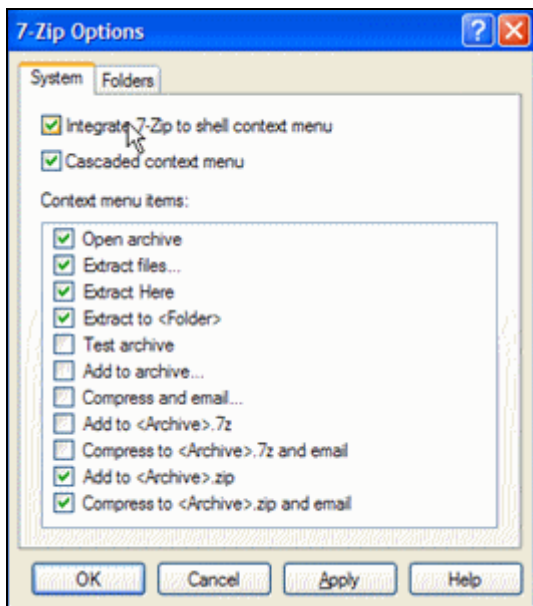 7-Zip Options
System Folders
Integrate 7-Zip to shell context menu
Cascaded context menu
Context menu items:
Open archive
Extract files...
Extract Here
Extract to <Folder>
Test archive
Add to archive...
Compress and email...
Add to <Archive>.7z
Compress to <Archive>.7z and email
Add to <Archive>.zip
Compress to <Archive>.zip and email
OK Cancel Apply Help